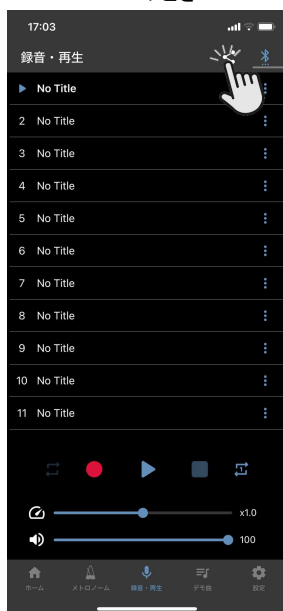 17:03
録音・再生
No Title
2 No Title
3 No Title
4 No Title
5 No Title
6 No Title
7 No Title
8 No Title
9 No Title
10 No Title
11 No Title
1
x1.0
100
ホーム メトロノーム 録音・再生 デモ曲 設定